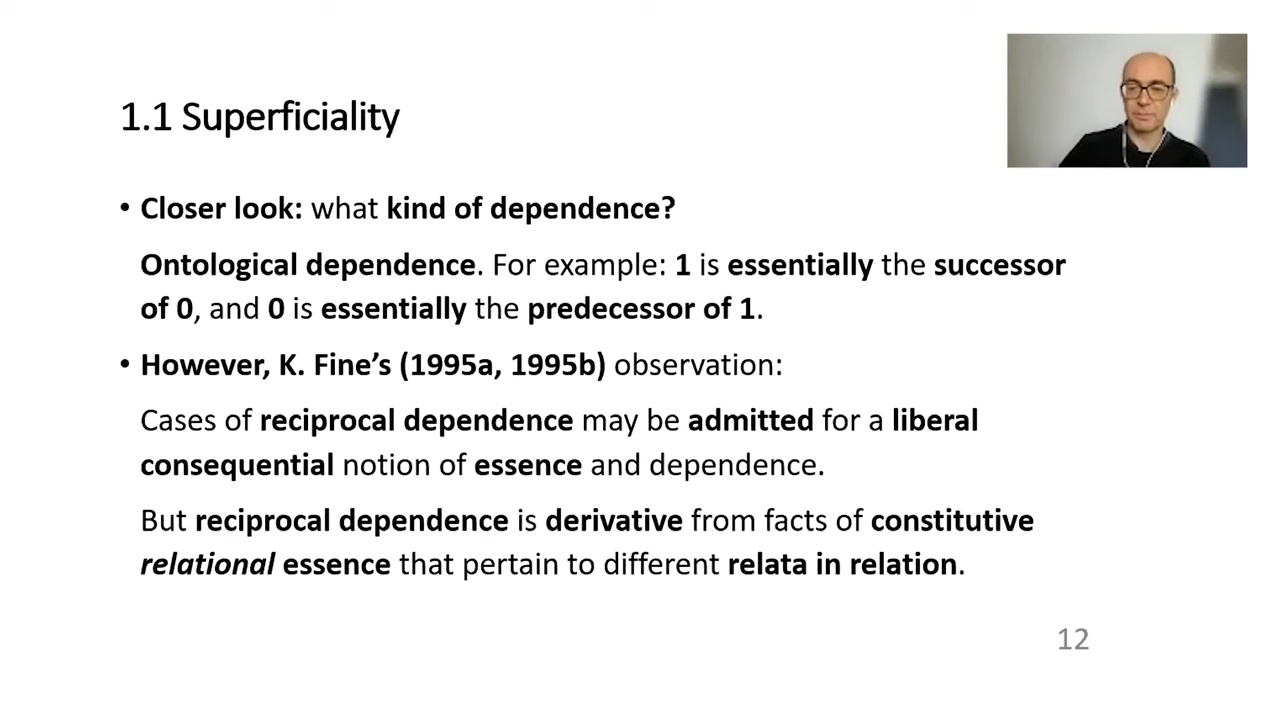 1.1 Superficiality
• Closer look: what kind of dependence?
Ontological dependence. For example: 1 is essentially the successor
of 0, and 0 is essentially the predecessor of 1.
• However, K. Fine’s (1995a, 1995b) observation:
Cases of reciprocal dependence may be admitted for a liberal
consequential notion of essence and dependence.
But reciprocal dependence is derivative from facts of constitutive
relational essence that pertain to different relata in relation.
12